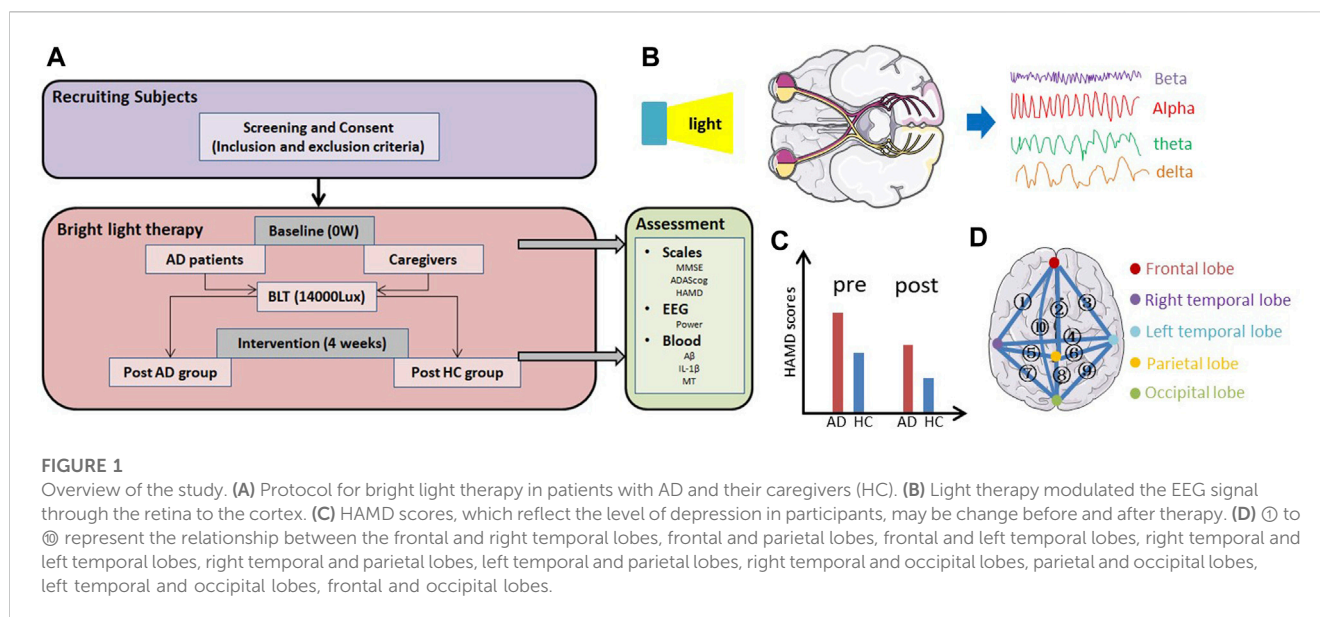 A
Recruiting Subjects
Screening and Consent
(Inclusion and exclusion criteria)
Bright light therapy
Baseline (0W)
AD patients
Caregivers
BLT (14000Lux)
Intervention (4 weeks)
Post AD group
Post HC group
Assessment
• Scales
MMSE
ADAScog
HAMD
• EEG
Power
• Blood
Aβ
IL-1β
MT
B
light
Beta
Alpha
theta
delta
C
HAMD scores
pre
post
AD HC
AD HC
D
①
②
③
⑩
④
⑤
⑥
⑦
⑧
⑨
Frontal lobe
Right temporal lobe
Left temporal lobe
Parietal lobe
Occipital lobe
FIGURE 1
Overview of the study. (A) Protocol for bright light therapy in patients with AD and their caregivers (HC). (B) Light therapy modulated the EEG signal
through the retina to the cortex. (C) HAMD scores, which reflect the level of depression in participants, may be change before and after therapy. (D) ① to
⑩ represent the relationship between the frontal and right temporal lobes, frontal and parietal lobes, frontal and left temporal lobes, right temporal and
left temporal lobes, right temporal and parietal lobes, left temporal and parietal lobes, right temporal and occipital lobes, parietal and occipital lobes,
left temporal and occipital lobes, frontal and occipital lobes.